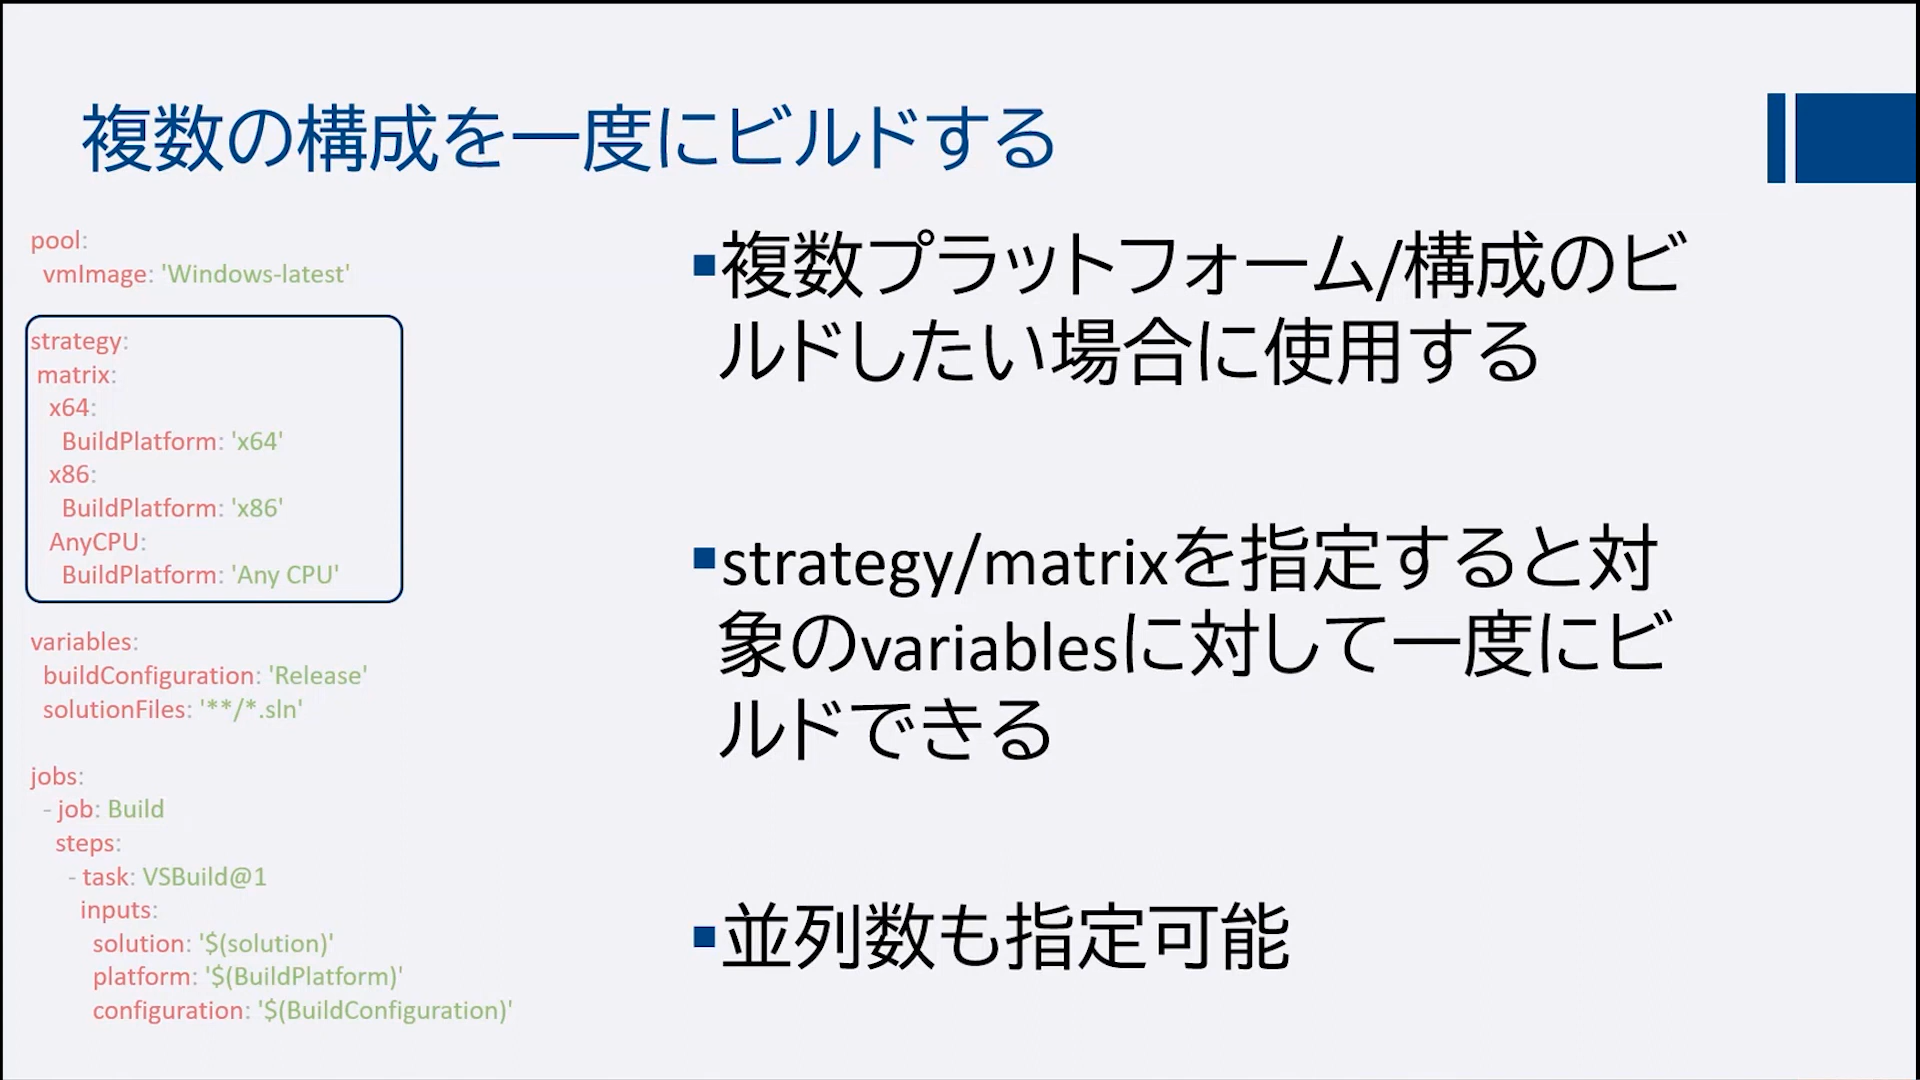 複数の構成を一度にビルドする
pool:
vmImage: 'Windows-latest'
strategy:
matrix:
x64:
BuildPlatform: 'x64'
x86:
BuildPlatform: 'x86'
AnyCPU:
BuildPlatform: 'Any CPU'
variables:
buildConfiguration: 'Release'
solutionFiles: '**/*.sln'
jobs:
- job: Build
steps:
- task: VSBuild@1
inputs:
solution: '$(solution)'
platform: '$(BuildPlatform)'
configuration: '$(BuildConfiguration)'
▪複数プラットフォーム/構成のビ
ルドしたい場合に使用する
▪strategy/matrixを指定すると対
象のvariablesに対して一度にビ
ルドできる
▪並列数も指定可能